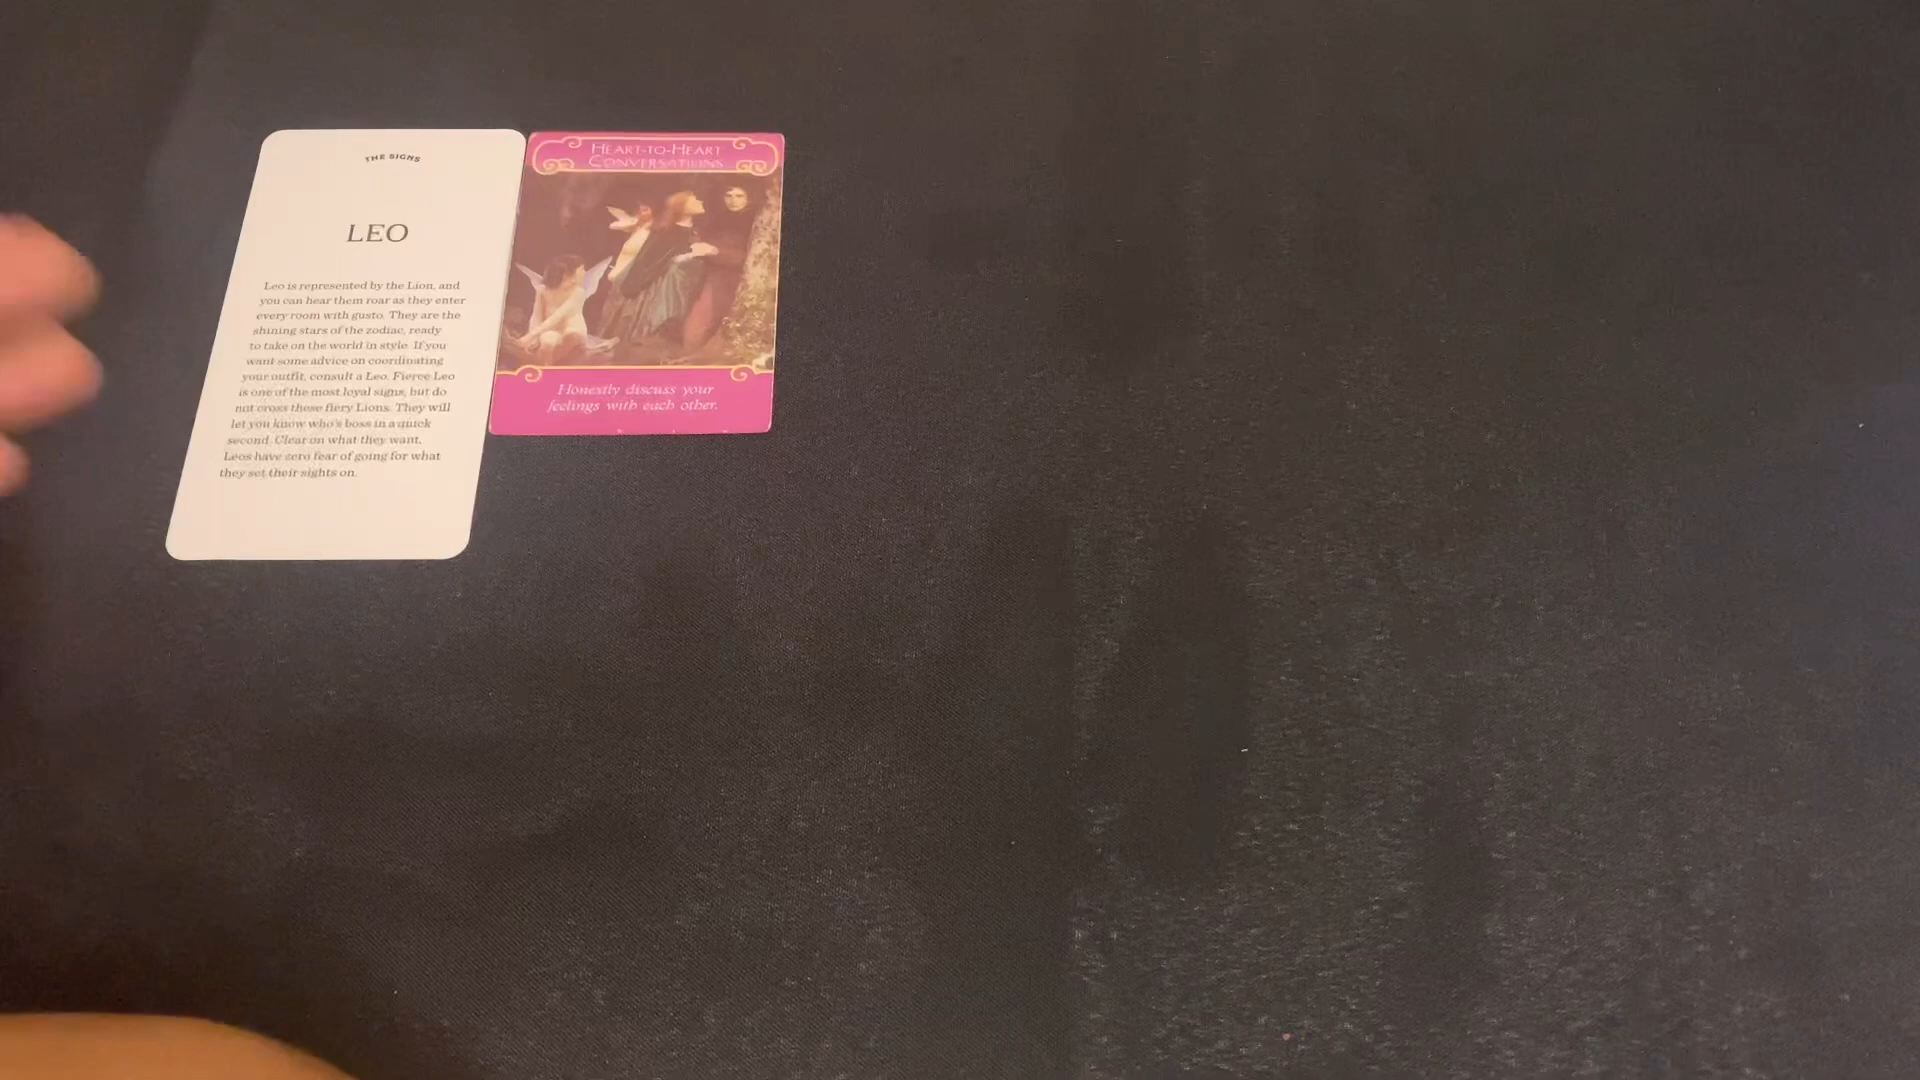 THE SIGNS
LEO
Leo is represented by the Lion, and
you can hear them roar as they enter
every room with gusto. They are the
shining stars of the zodiac, ready
to take on the world in style. If you
want some advice on coordinating
your outfit, consult a Leo. Fierce Leo
is one of the most loyal signs, but do
not cross these fiery Lions. They will
let you know who's boss in a quick
second. Clear on what they want,
Leos have zero fear of going for what
they set their sights on.
HEART-TO-HEART
CONVERSATIONS
Honestly discuss your
feelings with each other.